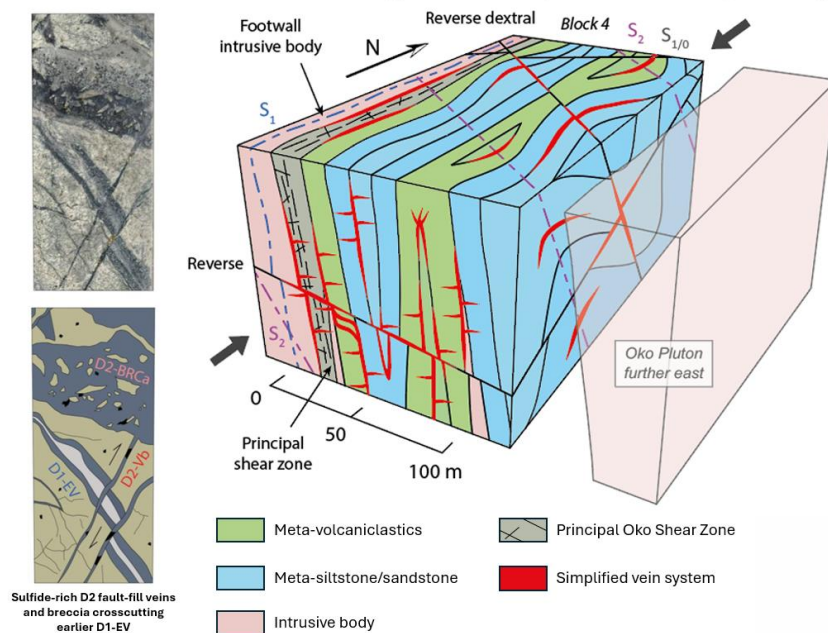 Footwall
intrusive body
N
Reverse dextral
Block 4
S2
S1/0
S1
Reverse
S2
0
50
100 m
Principal
shear zone
Oko Pluton
further east
D2-BRCa
D1-EV
D2-Vb
Sulfide-rich D2 fault-fill veins
and breccia crosscutting
earlier D1-EV
Meta-volcaniclastics
Meta-siltstone/sandstone
Intrusive body
Principal Oko Shear Zone
Simplified vein system